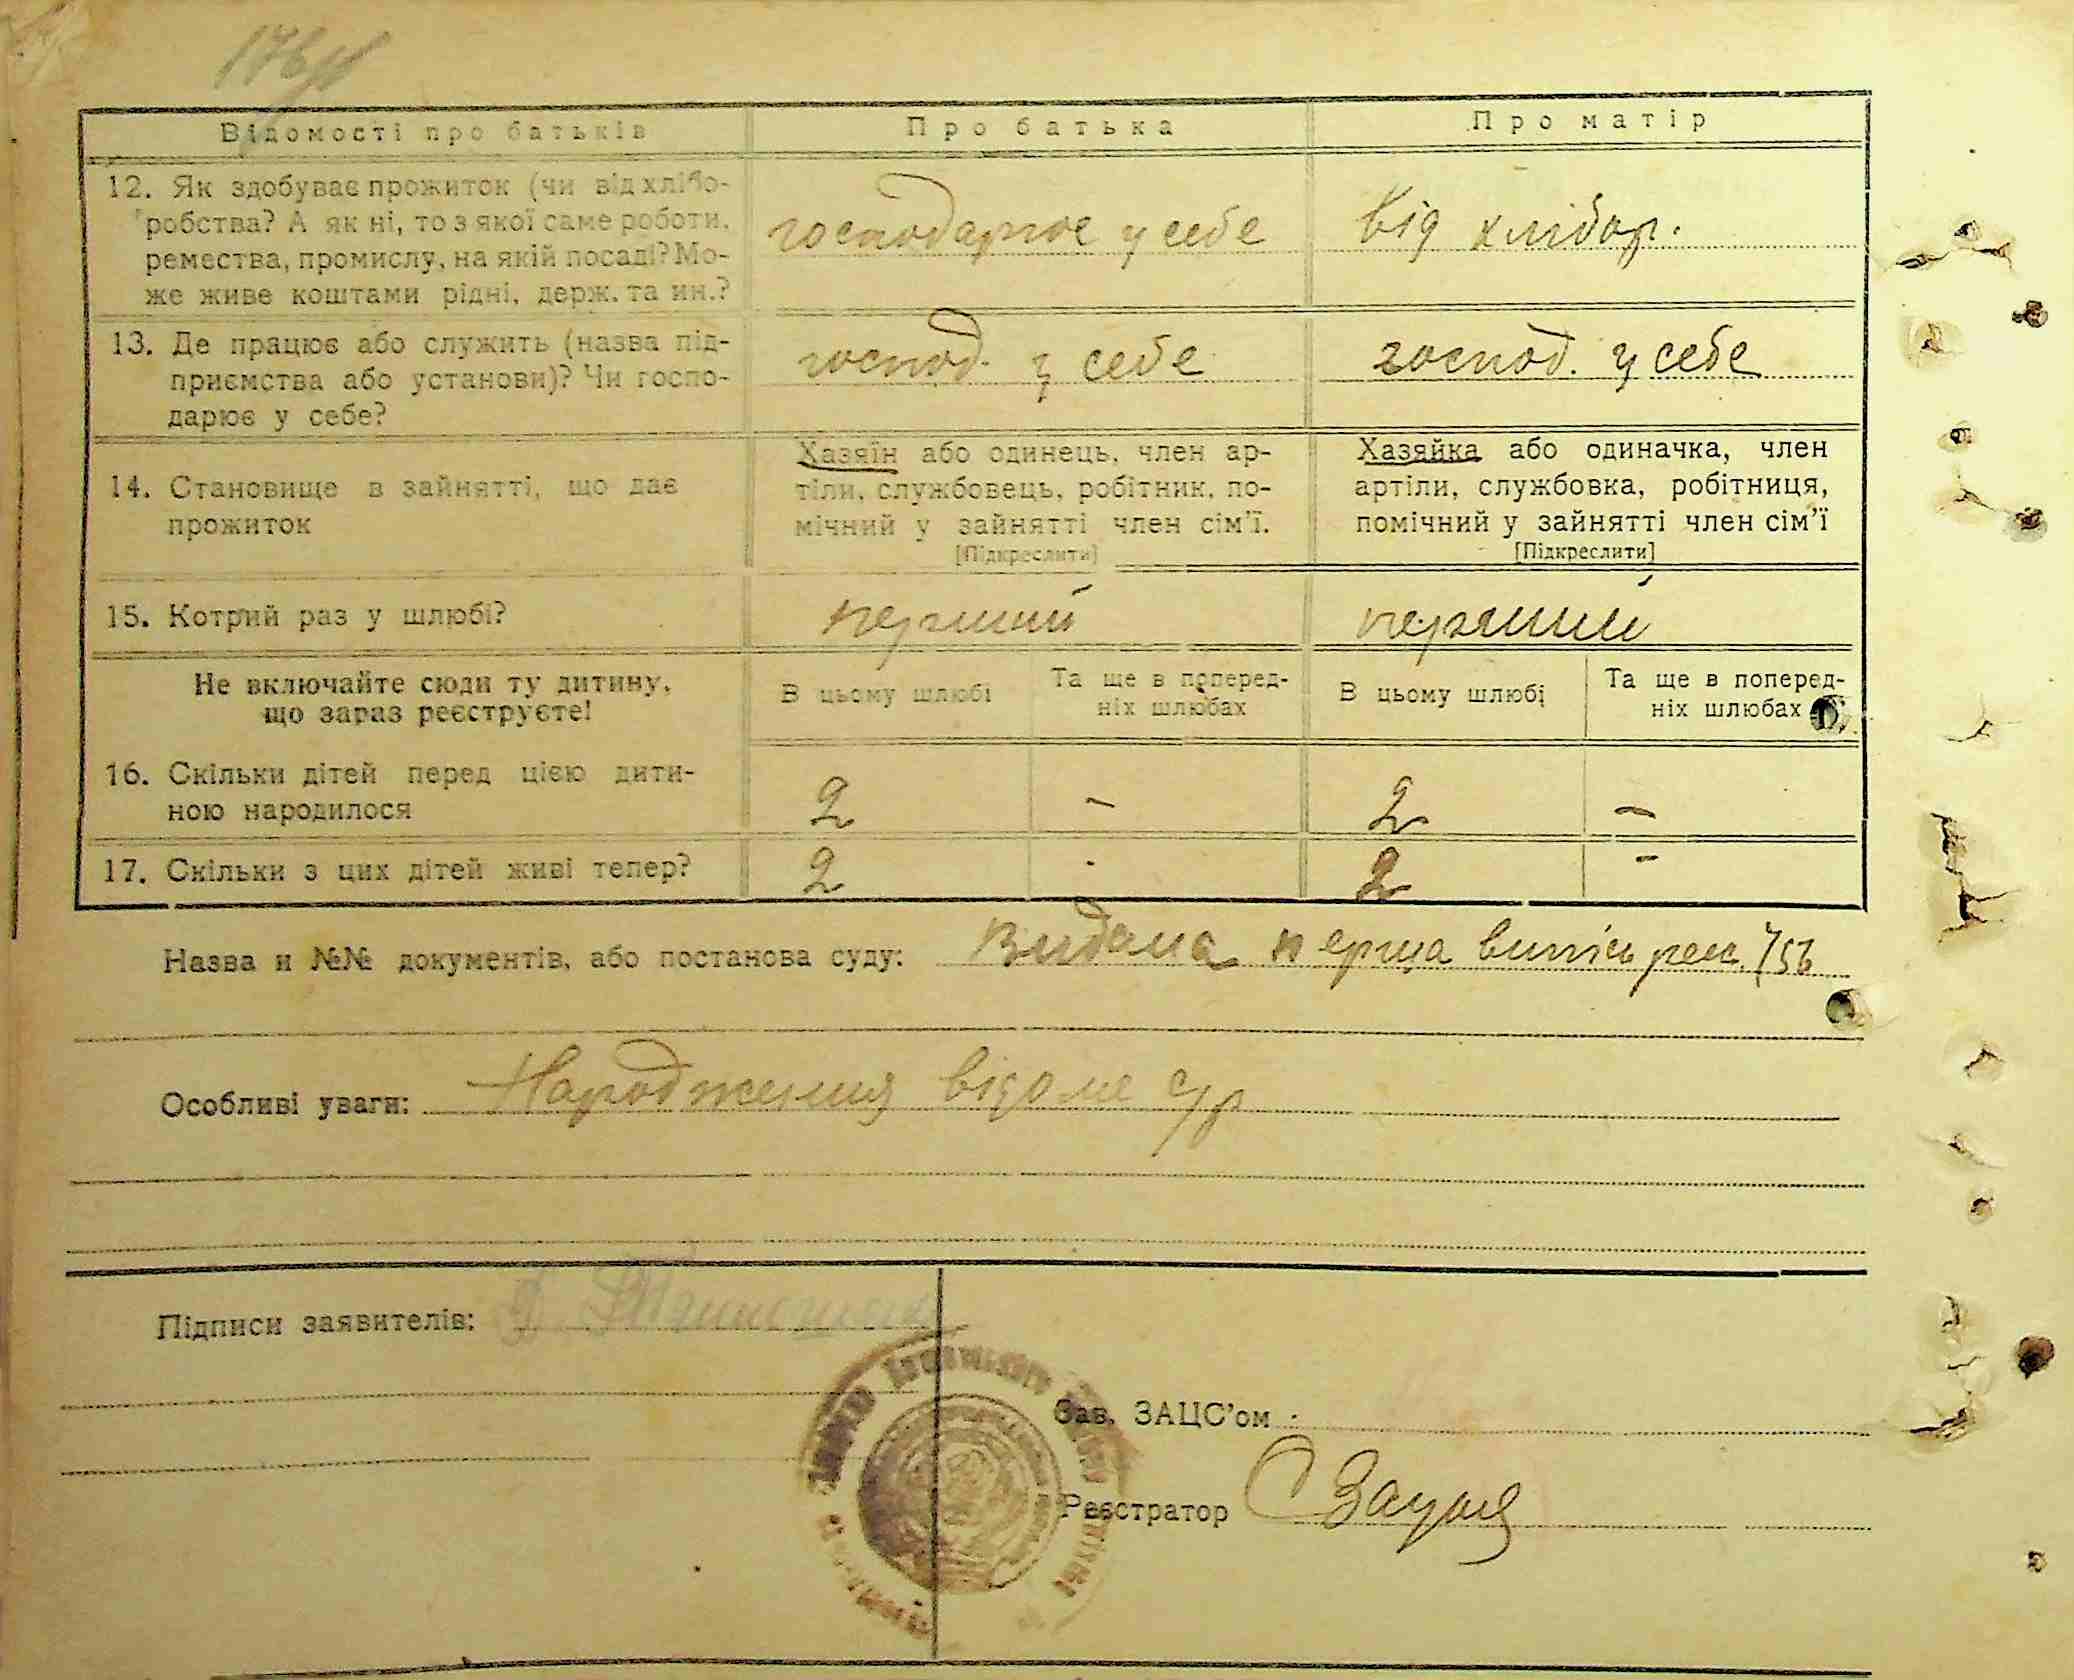 Відомості про батьків
Про батька
Про матір
12. Як здобуває прожиток (чи від хлібо-
робства? А як ні, то з якої саме роботи,
ремества, промислу, на якій посаді? Мо-
же живе коштами рідні, держ. та ин.?
господарює у себе
від хлібор.
13. Де працює або служить (назва під-
приємства або установи)? Чи госпо-
дарює у себе?
господ. у себе
господ. у себе
14. Становище в зайнятті, що дає
прожиток
Хазяїн або одинець, член ар-
тіли, службовець, робітник, по-
мічний у зайнятті член сім'ї.
[Підкреслити]
Хазяйка або одиначка, член
артіли, службовка, робітниця,
помічний у зайнятті член сім'ї
[Підкреслити]
15. Котрий раз у шлюбі?
перший
перший
Не включайте сюди ту дитину,
що зараз реєструєте!
В цьому шлюбі
Та ще в поперед-
ніх шлюбах
В цьому шлюбі
Та ще в поперед-
ніх шлюбах
16. Скільки дітей перед цією дити-
ною народилося
2 - 2 -
17. Скільки з цих дітей живі тепер?
2 - 2 -
Назва и №№ документів, або постанова суду: Видана перша випись
Особливі уваги: Народження відоме с/р
Підписи заявителів:
Зав. ЗАЦС'ом
Реєстратор